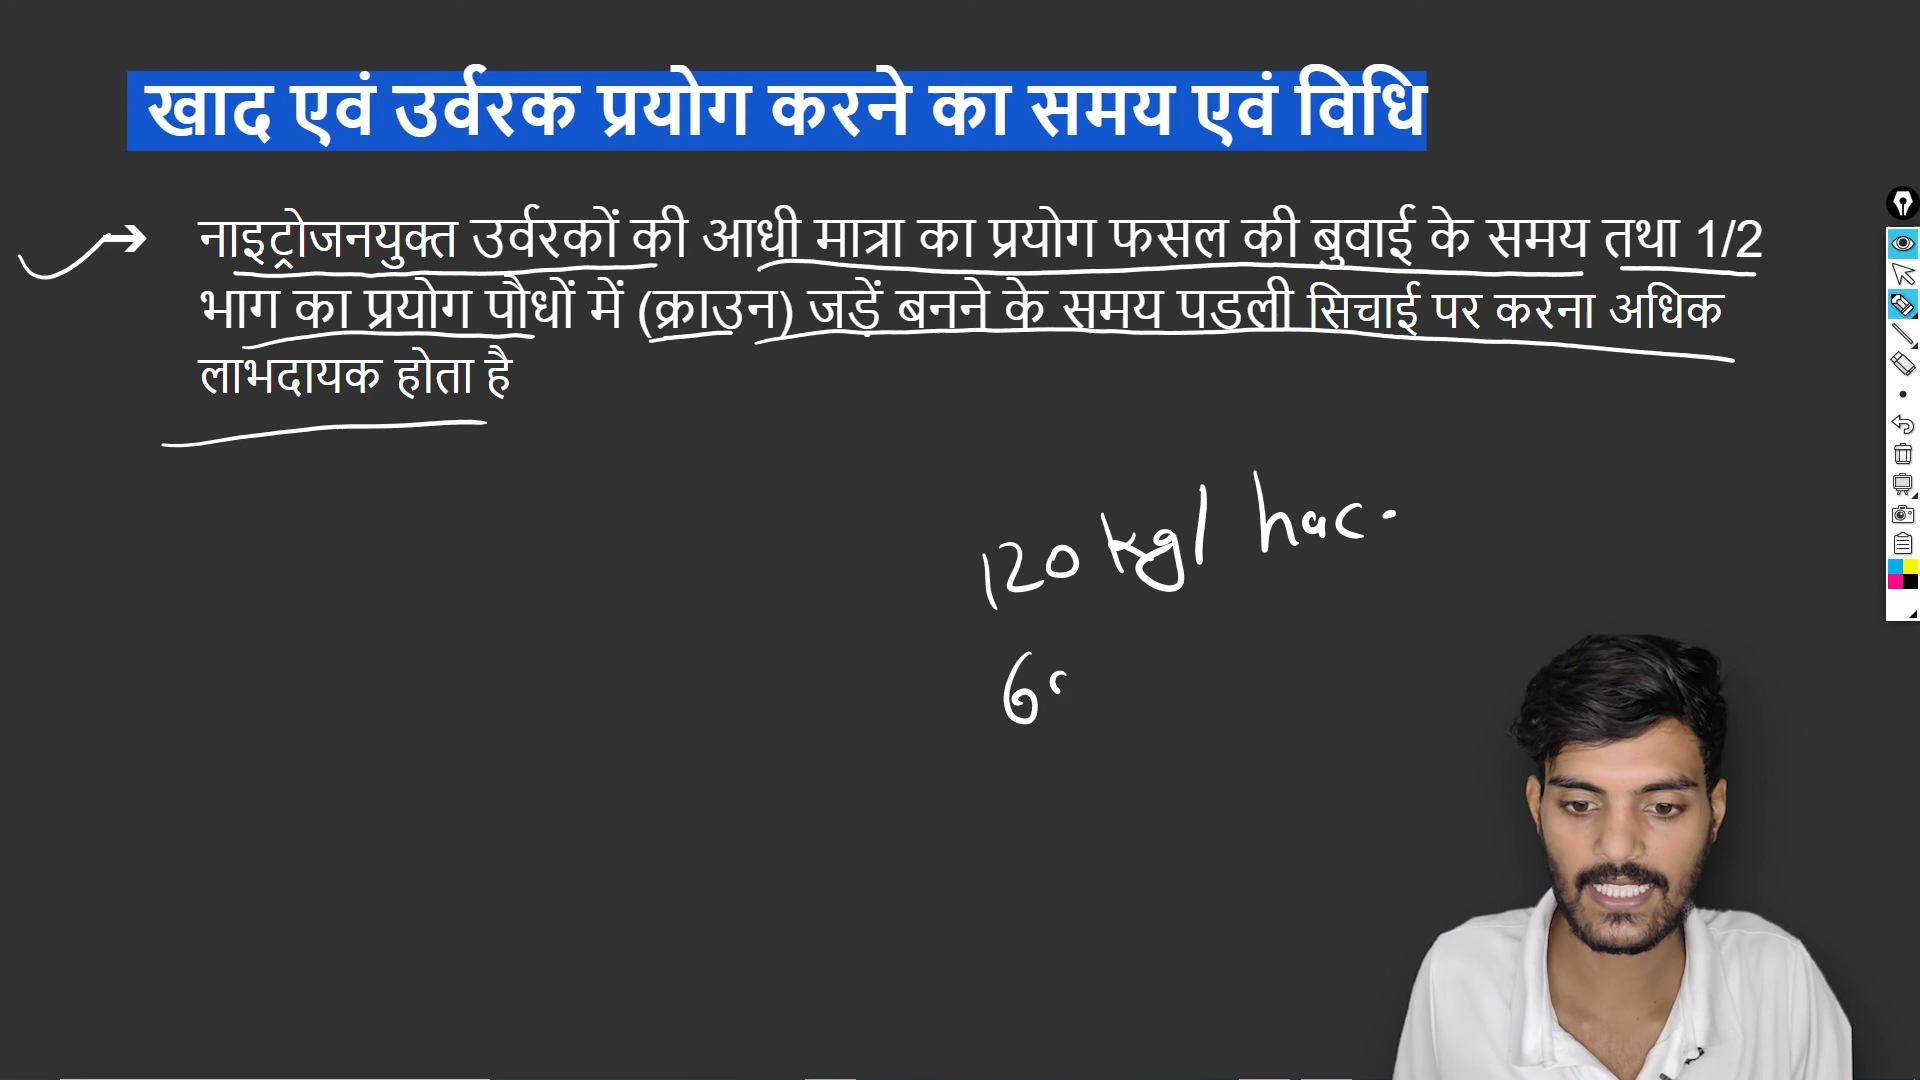 खाद एवं उर्वरक प्रयोग करने का समय एवं विधि
→ नाइट्रोजनयुक्त उर्वरकों की आधी मात्रा का प्रयोग फसल की बुवाई के समय तथा 1/2
भाग का प्रयोग पौधों में (क्राउन) जड़ें बनने के समय पडली सिचाई पर करना अधिक
लाभदायक होता है
120 kg/ hac.
6